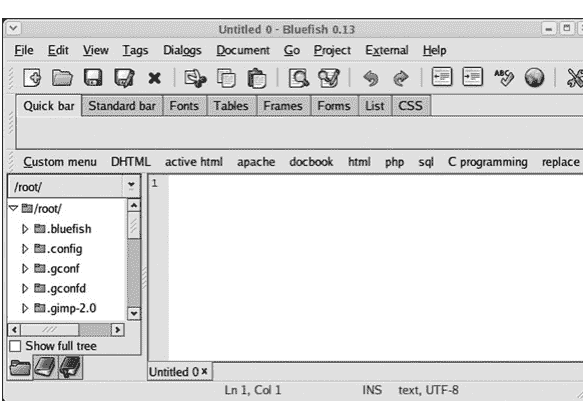 Untitled 0 - Bluefish 0.13
File Edit View Tags Dialogs Document Go Project External Help
ABC
Quick bar Standard bar Fonts Tables Frames Forms List CSS
Custom menu DHTML active html apache docbook html php sql C programming replace
/root/
1
/root/
.bluefish
.config
.gconf
.gconfd
.gimp-2.0
Show full tree
Untitled 0 x
Ln 1, Col 1 INS text, UTF-8